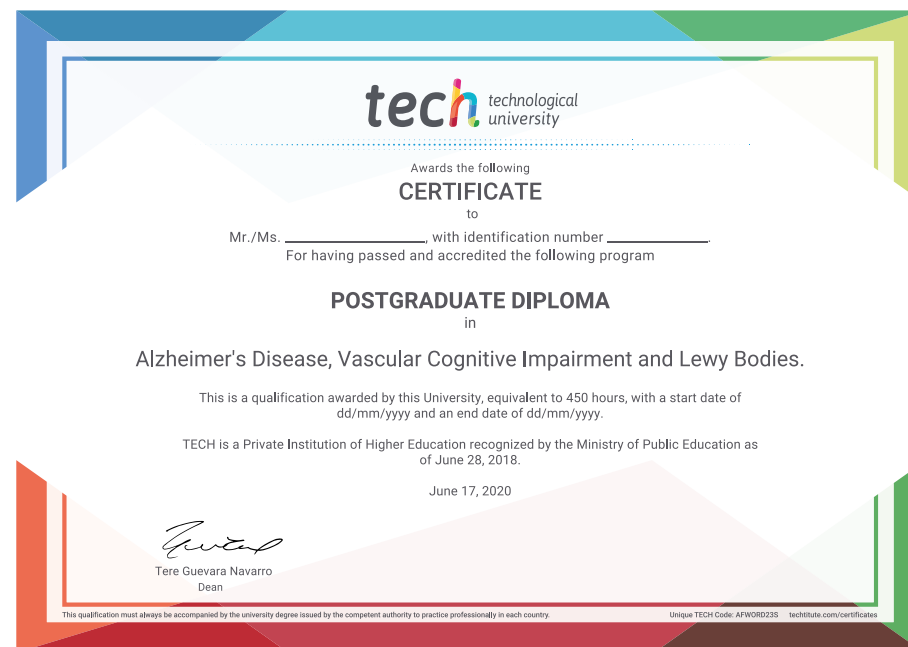 tech technological
university
Awards the following
CERTIFICATE
to
Mr./Ms. ____________________, with identification number ______________.
For having passed and accredited the following program
POSTGRADUATE DIPLOMA
in
Alzheimer's Disease, Vascular Cognitive Impairment and Lewy Bodies.
This is a qualification awarded by this University, equivalent to 450 hours, with a start date of
dd/mm/yyyy and an end date of dd/mm/yyyy.
TECH is a Private Institution of Higher Education recognized by the Ministry of Public Education as
of June 28, 2018.
June 17, 2020
Tere Guevara Navarro
Dean
This qualification must always be accompanied by the university degree issued by the competent authority to practice professionally in each country. Unique TECH Code: AFWORD23S techtitute.com/certificates